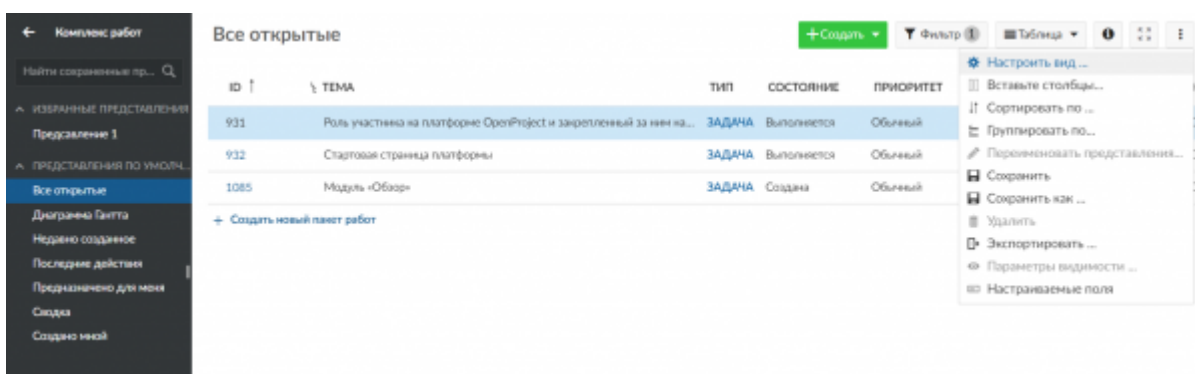 Комплекс работ
Все открытые
Создать
Фильтр 1
Таблица
Найти сохраненные пр...
ИЗБРАННЫЕ ПРЕДСТАВЛЕНИЯ
Предсавление 1
ПРЕДСТАВЛЕНИЯ ПО УМОЛЧ...
Все открытые
Диаграмма Гантта
Недавно созданное
Последние действия
Предназначено для меня
Сводка
Создано мной
ID ТЕМА ТИП СОСТОЯНИЕ ПРИОРИТЕТ
931 Роль участника на платформе OpenProject и закрепленный за ним на... ЗАДАЧА Выполняется Обычный
932 Стартовая страница платформы ЗАДАЧА Выполняется Обычный
1085 Модуль «Обзор» ЗАДАЧА Создана Обычный
+ Создать новый пакет работ
Настроить вид ...
Вставьте столбцы...
Сортировать по ...
Группировать по...
Переименовать представления...
Сохранить
Сохранить как ...
Удалить
Экспортировать ...
Параметры видимости ...
Настраиваемые поля